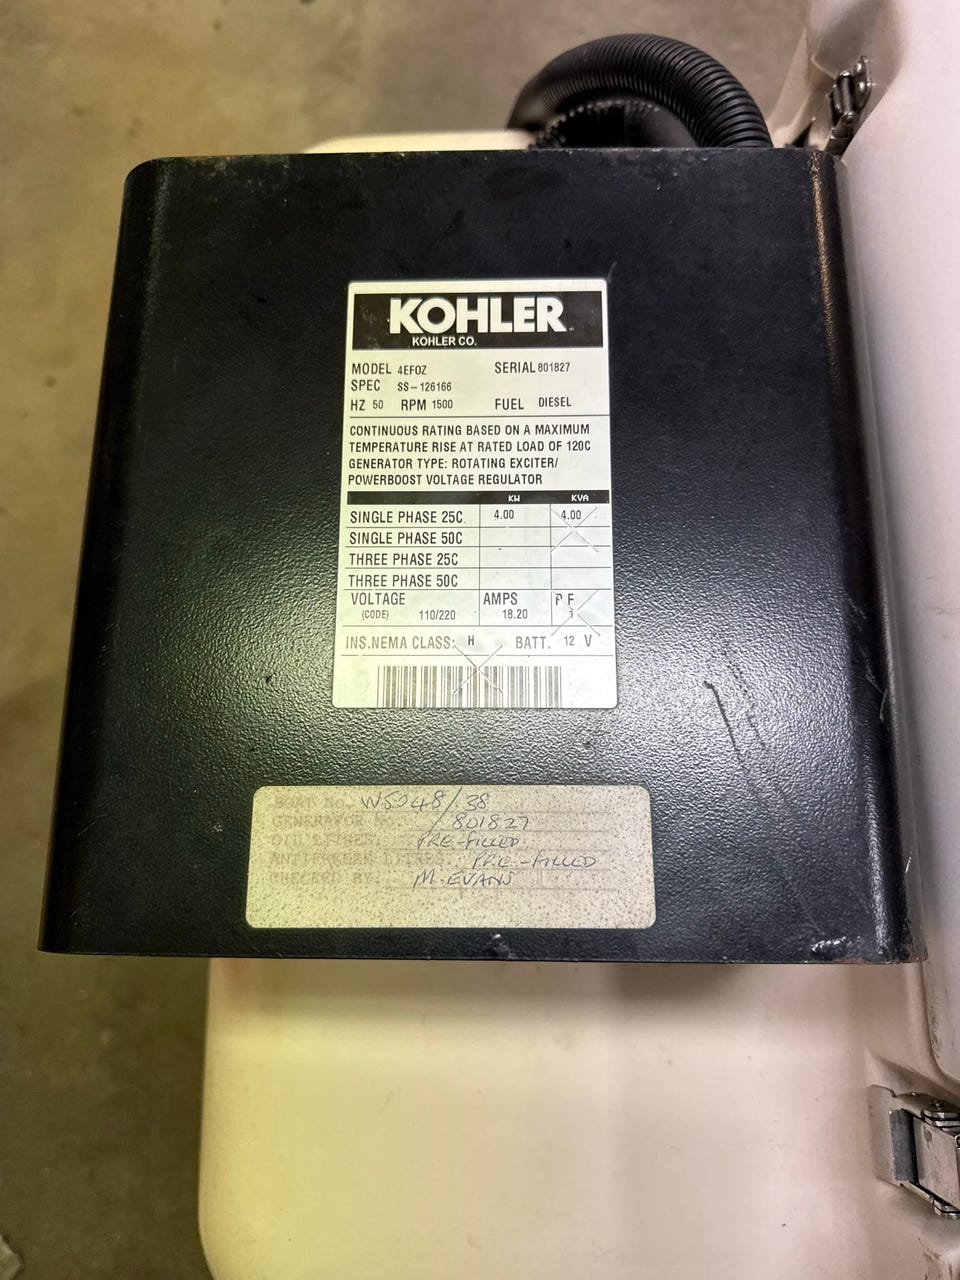 KOHLER
KOHLER CO.
MODEL 4EFOZ SERIAL 801827
SPEC SS-126166
HZ 50 RPM 1500 FUEL DIESEL
CONTINUOUS RATING BASED ON A MAXIMUM
TEMPERATURE RISE AT RATED LOAD OF 120C
GENERATOR TYPE: ROTATING EXCITER/
POWERBOOST VOLTAGE REGULATOR
KW KVA
SINGLE PHASE 25C 4.00 4.00
SINGLE PHASE 50C
THREE PHASE 25C
THREE PHASE 50C
VOLTAGE AMPS P F
(CODE) 110/220 18.20
INS.NEMA CLASS: H BATT. 12 V
BOAT No. W5048/38
GENERATOR No. /801827
OIL LITRES. PRE-FILLED
ANTIFREEZE LITRES. PRE-FILLED
CHECKED BY. M. EVANS